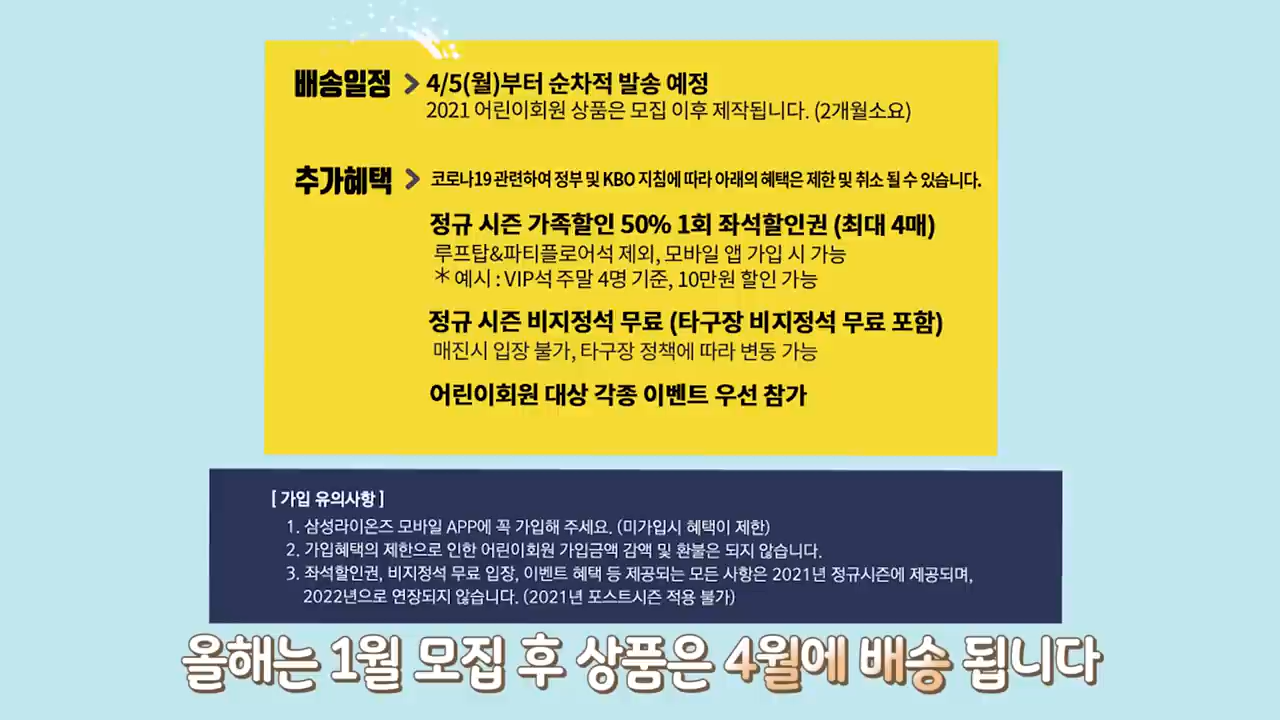 배송일정 > 4/5(월)부터 순차적 발송 예정
2021 어린이회원 상품은 모집 이후 제작됩니다. (2개월소요)
추가혜택 > 코로나19 관련하여 정부 및 KBO 지침에 따라 아래의 혜택은 제한 및 취소 될 수 있습니다.
정규 시즌 가족할인 50% 1회 좌석할인권 (최대 4매)
루프탑&파티플로어석 제외, 모바일 앱 가입 시 가능
* 예시 : VIP석 주말 4명 기준, 10만원 할인 가능
정규 시즌 비지정석 무료 (타구장 비지정석 무료 포함)
매진시 입장 불가, 타구장 정책에 따라 변동 가능
어린이회원 대상 각종 이벤트 우선 참가
[ 가입 유의사항 ]
1. 삼성라이온즈 모바일 APP에 꼭 가입해 주세요. (미가입시 혜택이 제한)
2. 가입혜택의 제한으로 인한 어린이회원 가입금액 감액 및 환불은 되지 않습니다.
3. 좌석할인권, 비지정석 무료 입장, 이벤트 혜택 등 제공되는 모든 사항은 2021년 정규시즌에 제공되며,
2022년으로 연장되지 않습니다. (2021년 포스트시즌 적용 불가)
올해는 1월 모집 후 상품은 4월에 배송 됩니다